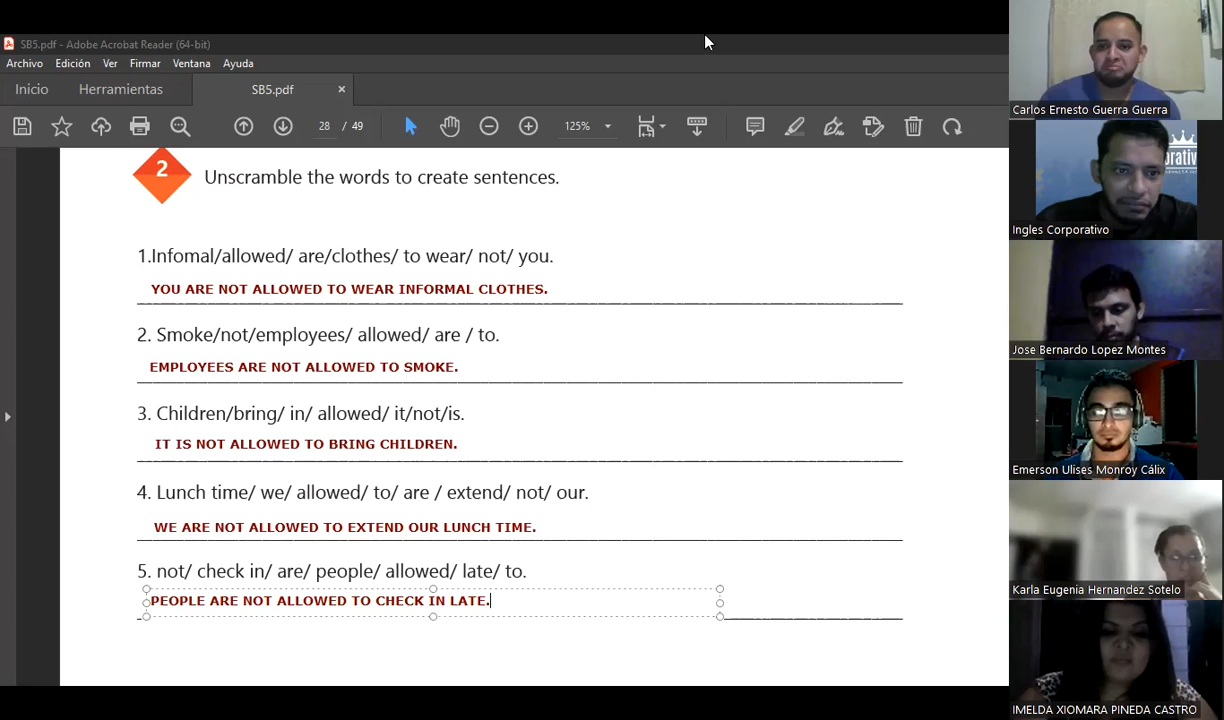 SB5.pdf - Adobe Acrobat Reader (64-bit)
Archivo Edición Ver Firmar Ventana Ayuda
Inicio Herramientas SB5.pdf ×
28 / 49 125%
2 Unscramble the words to create sentences.
1.Infomal/allowed/ are/clothes/ to wear/ not/ you.
YOU ARE NOT ALLOWED TO WEAR INFORMAL CLOTHES.
2. Smoke/not/employees/ allowed/ are / to.
EMPLOYEES ARE NOT ALLOWED TO SMOKE.
3. Children/bring/ in/ allowed/ it/not/is.
IT IS NOT ALLOWED TO BRING CHILDREN.
4. Lunch time/ we/ allowed/ to/ are / extend/ not/ our.
WE ARE NOT ALLOWED TO EXTEND OUR LUNCH TIME.
5. not/ check in/ are/ people/ allowed/ late/ to.
PEOPLE ARE NOT ALLOWED TO CHECK IN LATE.
Carlos Ernesto Guerra Guerra
Ingles Corporativo
Jose Bernardo Lopez Montes
Emerson Ulises Monroy Cálix
Karla Eugenia Hernandez Sotelo
IMELDA XIOMARA PINEDA CASTRO